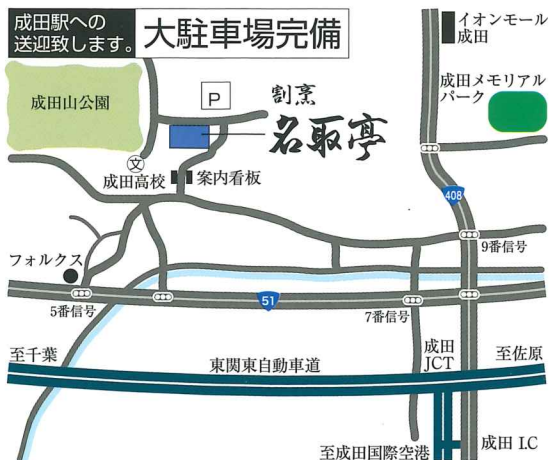 成田駅への
送迎致します。
大駐車場完備
イオンモール
成田
成田メモリアル
パーク
成田山公園
P
割烹
名取亭
文
成田高校
案内看板
408
9番信号
フォルクス
5番信号
51
7番信号
至千葉
東関東自動車道
成田
JCT
至佐原
至成田国際空港
成田 I.C